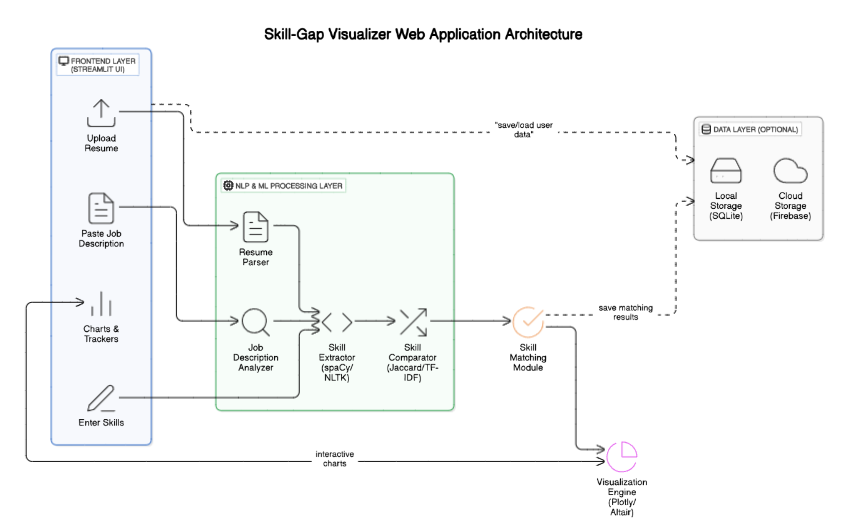 Skill-Gap Visualizer Web Application Architecture
FRONTEND LAYER
(STREAMLIT UI)
Upload
Resume
"save/load user
data"
DATA LAYER (OPTIONAL)
Local
Storage
(SQLite)
Cloud
Storage
(Firebase)
NLP & ML PROCESSING LAYER
Paste Job
Description
Resume
Parser
Charts &
Trackers
Job
Description
Analyzer
Skill
Extractor
(spaCy/
NLTK)
Skill
Comparator
(Jaccard/TF-
IDF)
Skill
Matching
Module
save matching
results
Enter Skills
interactive
charts
Visualization
Engine
(Plotly/
Altair)